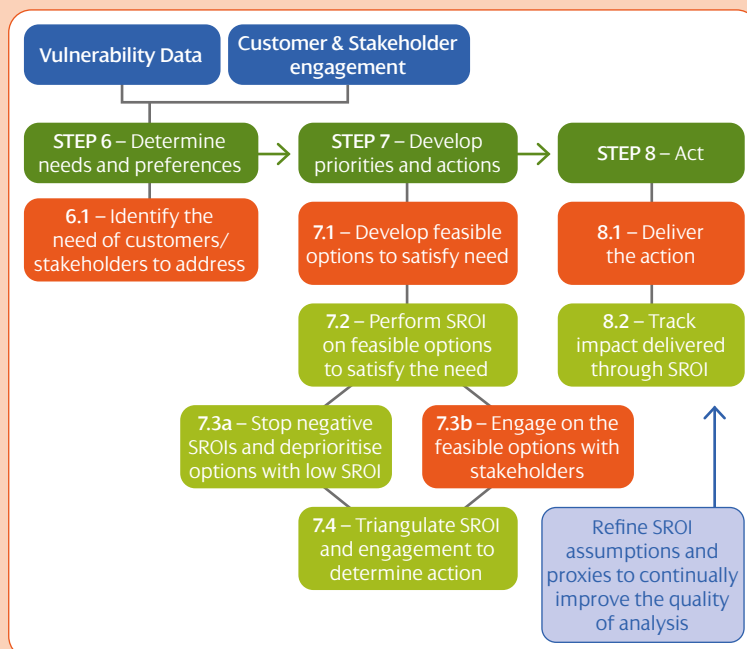 Vulnerability Data
Customer & Stakeholder
engagement
STEP 6 – Determine
needs and preferences
STEP 7 – Develop
priorities and actions
STEP 8 – Act
6.1 – Identify the
need of customers/
stakeholders to address
7.1 – Develop feasible
options to satisfy need
8.1 – Deliver
the action
7.2 – Perform SROI
on feasible options
to satisfy the need
8.2 – Track
impact delivered
through SROI
7.3a – Stop negative
SROIs and deprioritise
options with low SROI
7.3b – Engage on the
feasible options with
stakeholders
7.4 – Triangulate SROI
and engagement to
determine action
Refine SROI
assumptions and
proxies to continually
improve the quality
of analysis